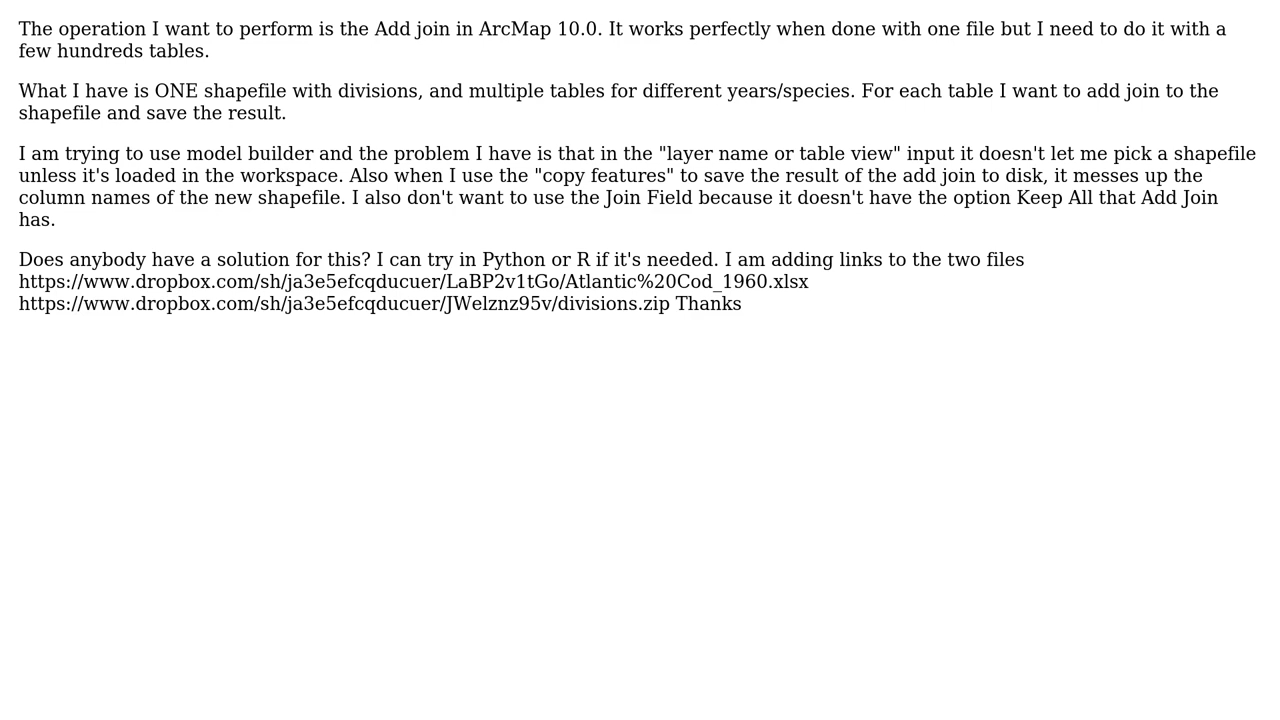 The operation I want to perform is the Add join in ArcMap 10.0. It works perfectly when done with one file but I need to do it with a
few hundreds tables.
What I have is ONE shapefile with divisions, and multiple tables for different years/species. For each table I want to add join to the
shapefile and save the result.
I am trying to use model builder and the problem I have is that in the "layer name or table view" input it doesn't let me pick a shapefile
unless it's loaded in the workspace. Also when I use the "copy features" to save the result of the add join to disk, it messes up the
column names of the new shapefile. I also don't want to use the Join Field because it doesn't have the option Keep All that Add Join
has.
Does anybody have a solution for this? I can try in Python or R if it's needed. I am adding links to the two files
https://www.dropbox.com/sh/ja3e5efcqducuer/LaBP2v1tGo/Atlantic%20Cod_1960.xlsx
https://www.dropbox.com/sh/ja3e5efcqducuer/JWelznz95v/divisions.zip Thanks